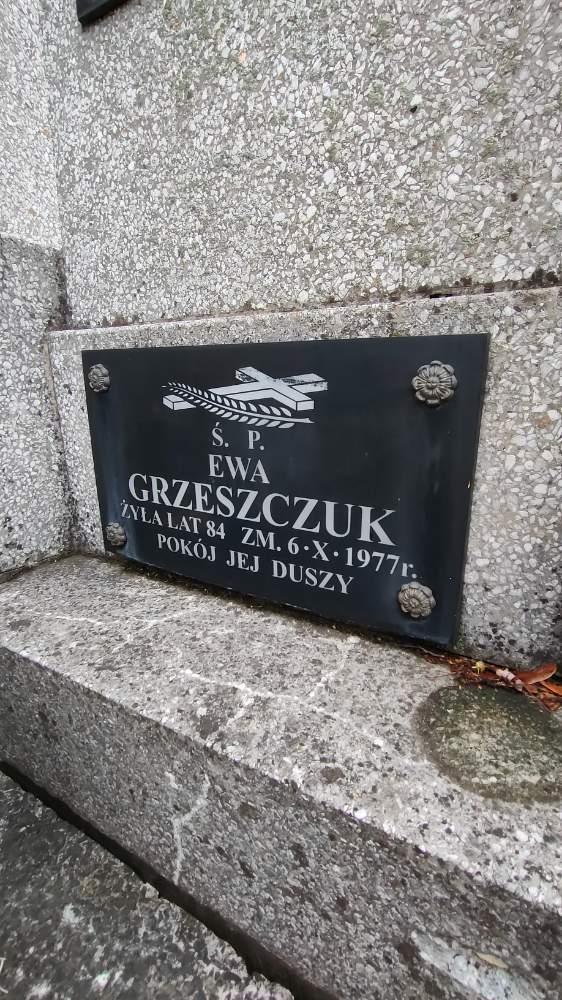 Ś. P.
EWA
GRZESZCZUK
ŻYŁA LAT 84 ZM. 6·X·1977r.
POKÓJ JEJ DUSZY